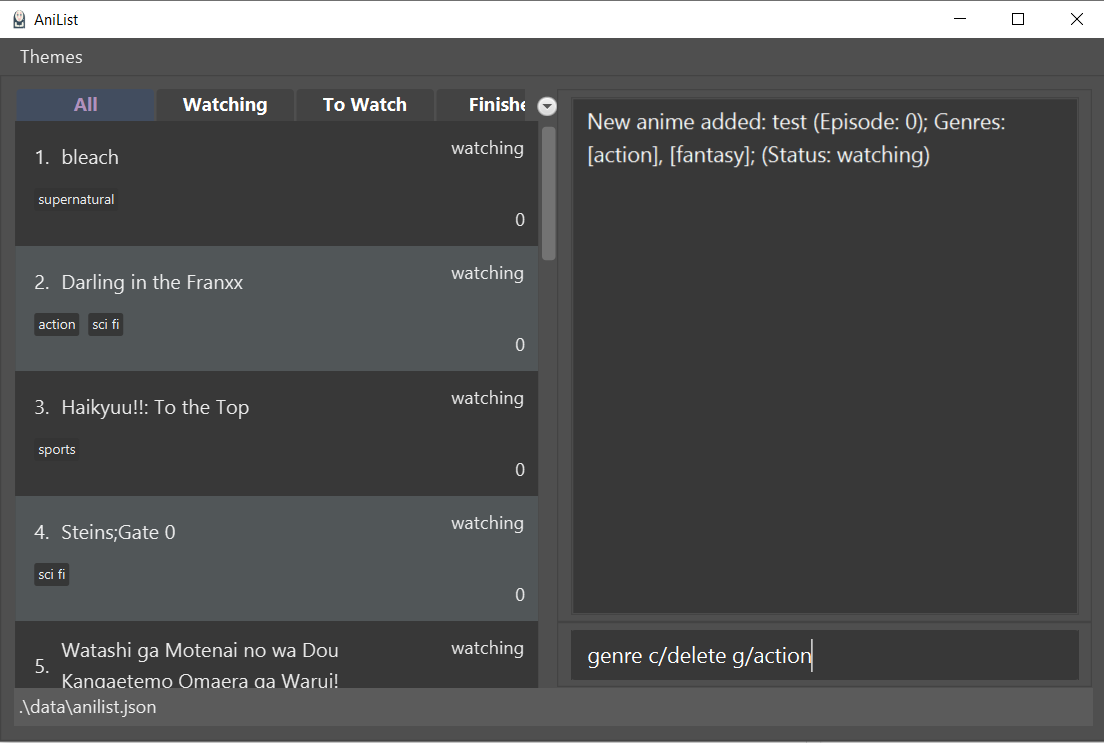 AniList
Themes
All Watching To Watch Finishe
1. bleach
watching
supernatural
0
2. Darling in the Franxx
watching
action sci fi
0
3. Haikyuu!!: To the Top
watching
sports
0
4. Steins;Gate 0
watching
sci fi
0
5. Watashi ga Motenai no wa Dou
Kangaetemo Omaera ga Warui!
watching
New anime added: test (Episode: 0); Genres:
[action], [fantasy]; (Status: watching)
genre c/delete g/action
.\data\anilist.json